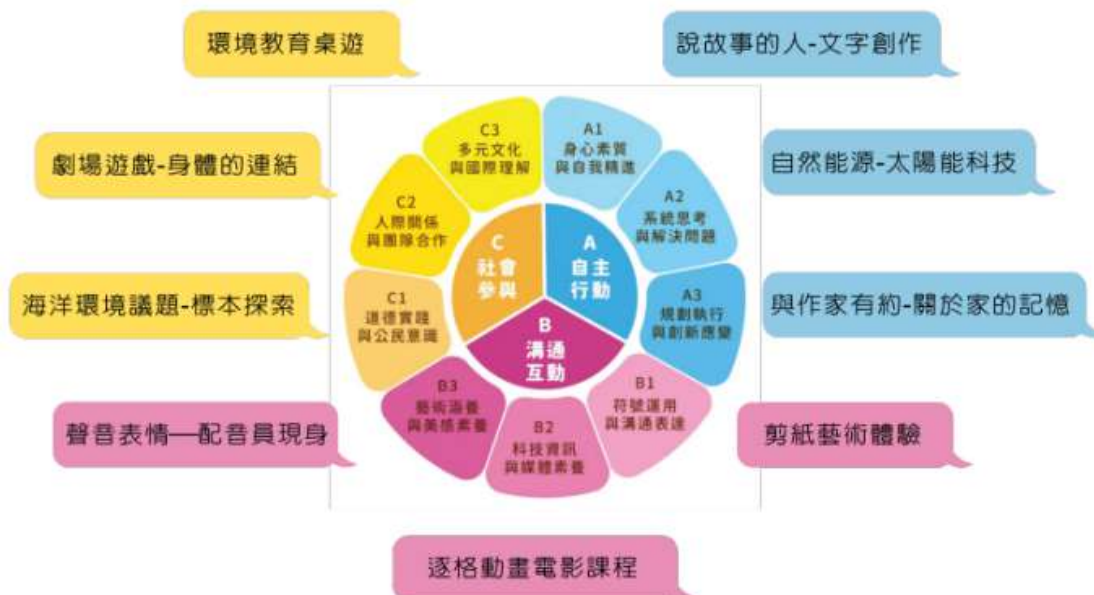 環境教育桌遊
說故事的人-文字創作
劇場遊戲-身體的連結
自然能源-太陽能科技
海洋環境議題-標本探索
與作家有約-關於家的記憶
聲音表情——配音員現身
剪紙藝術體驗
逐格動畫電影課程
C3
多元文化
與國際理解
A1
身心素質
與自我精進
C2
人際關係
與團隊合作
A2
系統思考
與解決問題
C
社會
參與
A
自主
行動
C1
道德實踐
與公民意識
A3
規劃執行
與創新應變
B
溝通
互動
B3
藝術涵養
與美感素養
B1
符號運用
與溝通表達
B2
科技資訊
與媒體素養